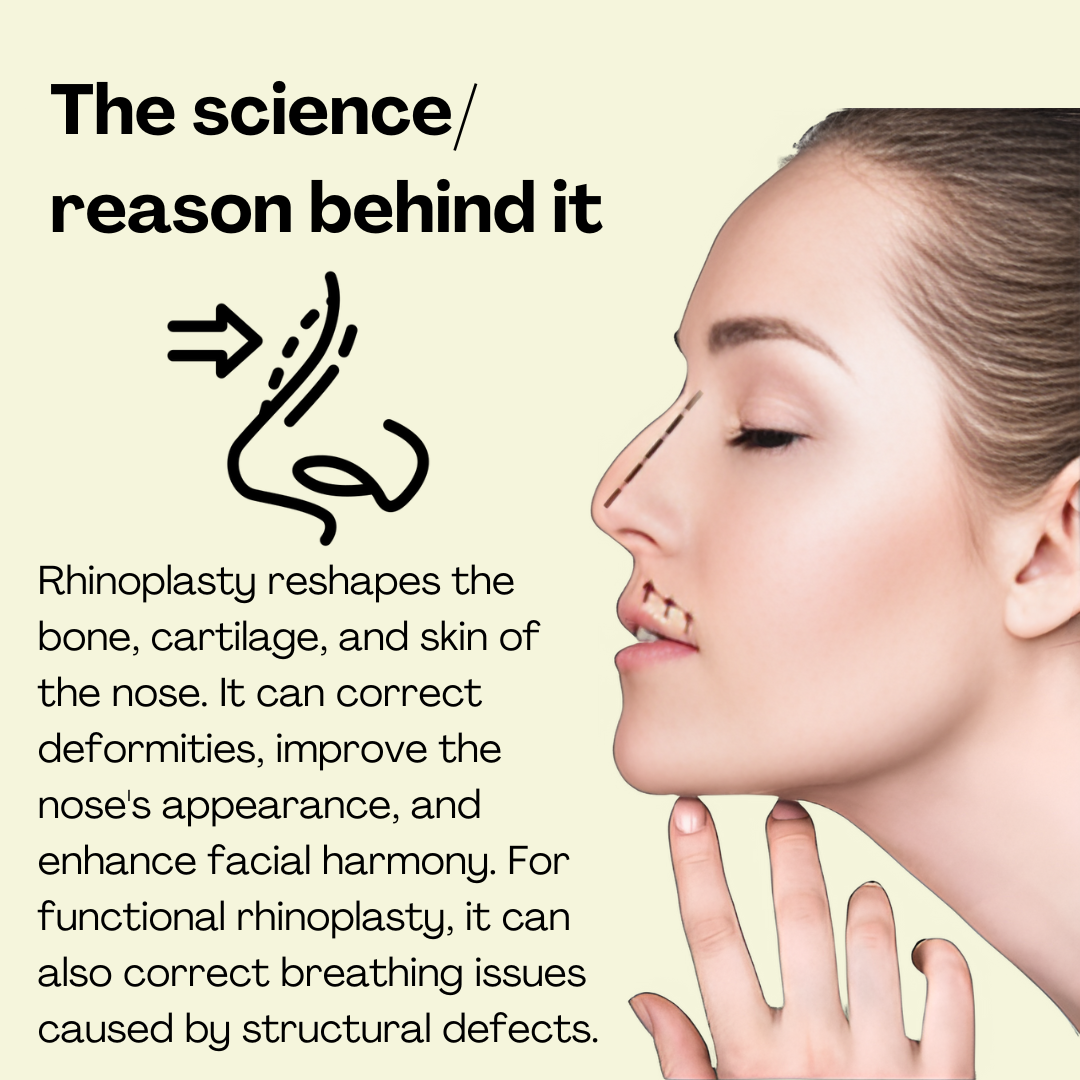 The science/
reason behind it
Rhinoplasty reshapes the
bone, cartilage, and skin of
the nose. It can correct
deformities, improve the
nose's appearance, and
enhance facial harmony. For
functional rhinoplasty, it can
also correct breathing issues
caused by structural defects.